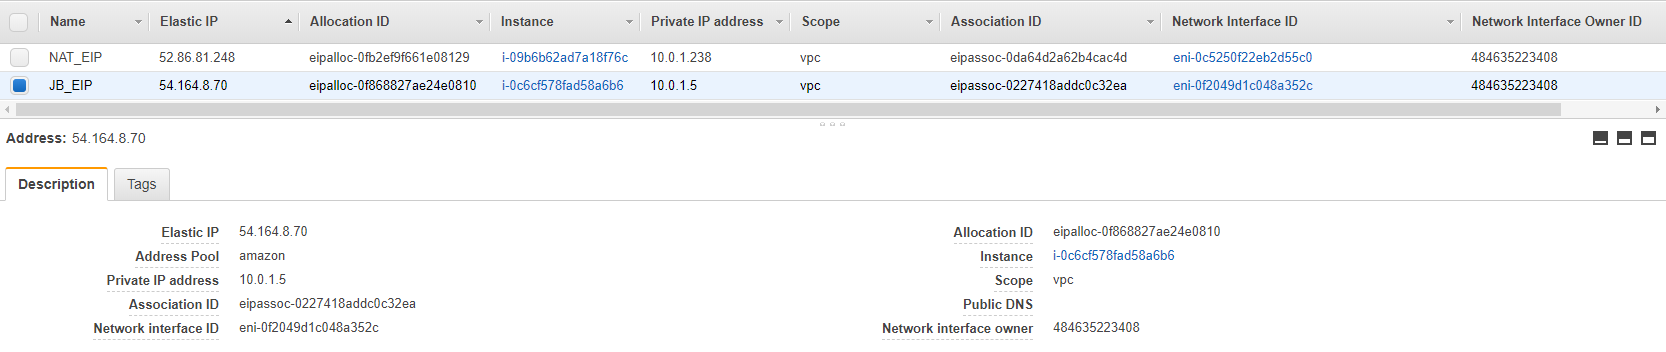 Name Elastic IP Allocation ID Instance Private IP address Scope Association ID Network Interface ID Network Interface Owner ID
NAT_EIP 52.86.81.248 eipalloc-0fb2ef9f661e08129 i-09b6b62ad7a18f76c 10.0.1.238 vpc eipassoc-0da64d2a62b4cac4d eni-0c5250f22eb2d55c0 484635223408
JB_EIP 54.164.8.70 eipalloc-0f868827ae24e0810 i-0c6cf578fad58a6b6 10.0.1.5 vpc eipassoc-0227418addc0c32ea eni-0f2049d1c048a352c 484635223408
Address: 54.164.8.70
Description Tags
Elastic IP 54.164.8.70 Allocation ID eipalloc-0f868827ae24e0810
Address Pool amazon Instance i-0c6cf578fad58a6b6
Private IP address 10.0.1.5 Scope vpc
Association ID eipassoc-0227418addc0c32ea Public DNS
Network interface ID eni-0f2049d1c048a352c Network interface owner 484635223408